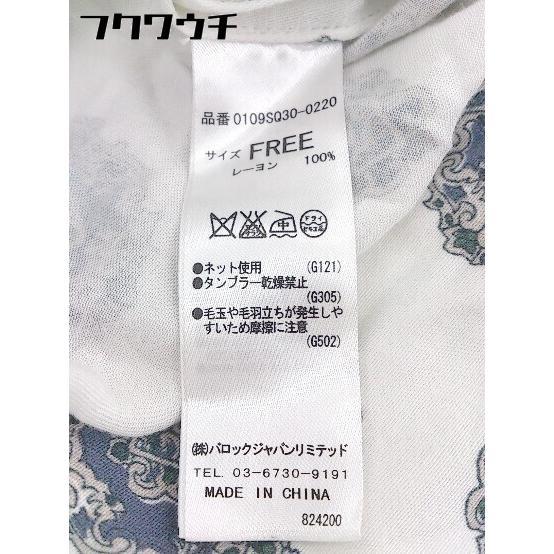 フクワウチ
品番 0109SQ30-0220
サイズ FREE
レーヨン 100%
中
ドライ
●ネット使用 (G121)
●タンブラー乾燥禁止
(G305)
●毛玉や毛羽立ちが発生しや
すいため摩擦に注意
(G502)
(株)バロックジャパンリミテッド
TEL. 03-6730-9191
MADE IN CHINA
824200